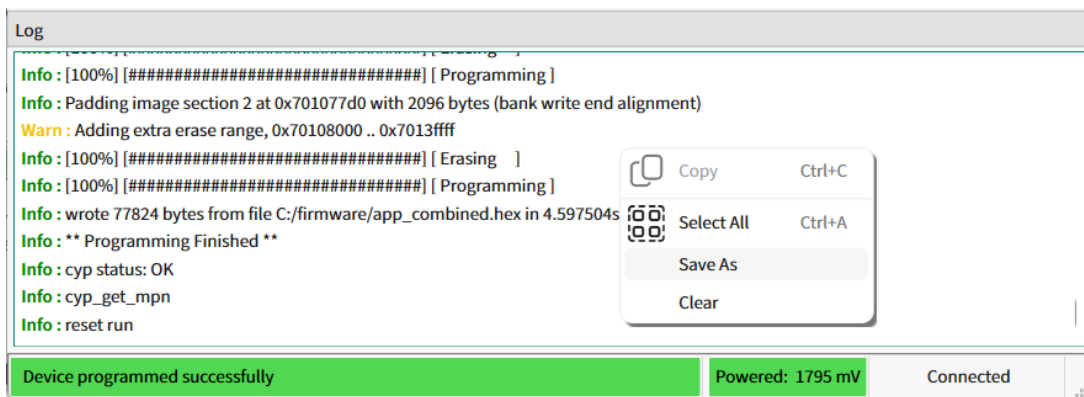 Log
Info : [100%] [################################] [ Erasing ]
Info : [100%] [################################] [ Programming ]
Info : Padding image section 2 at 0x701077d0 with 2096 bytes (bank write end alignment)
Warn : Adding extra erase range, 0x70108000 .. 0x7013ffff
Info : [100%] [################################] [ Erasing ]
Info : [100%] [################################] [ Programming ]
Info : wrote 77824 bytes from file C:/firmware/app_combined.hex in 4.597504s
Info : ** Programming Finished **
Info : cyp status: OK
Info : cyp_get_mpn
Info : reset run
Copy Ctrl+C
Select All Ctrl+A
Save As
Clear
Device programmed successfully
Powered: 1795 mV
Connected